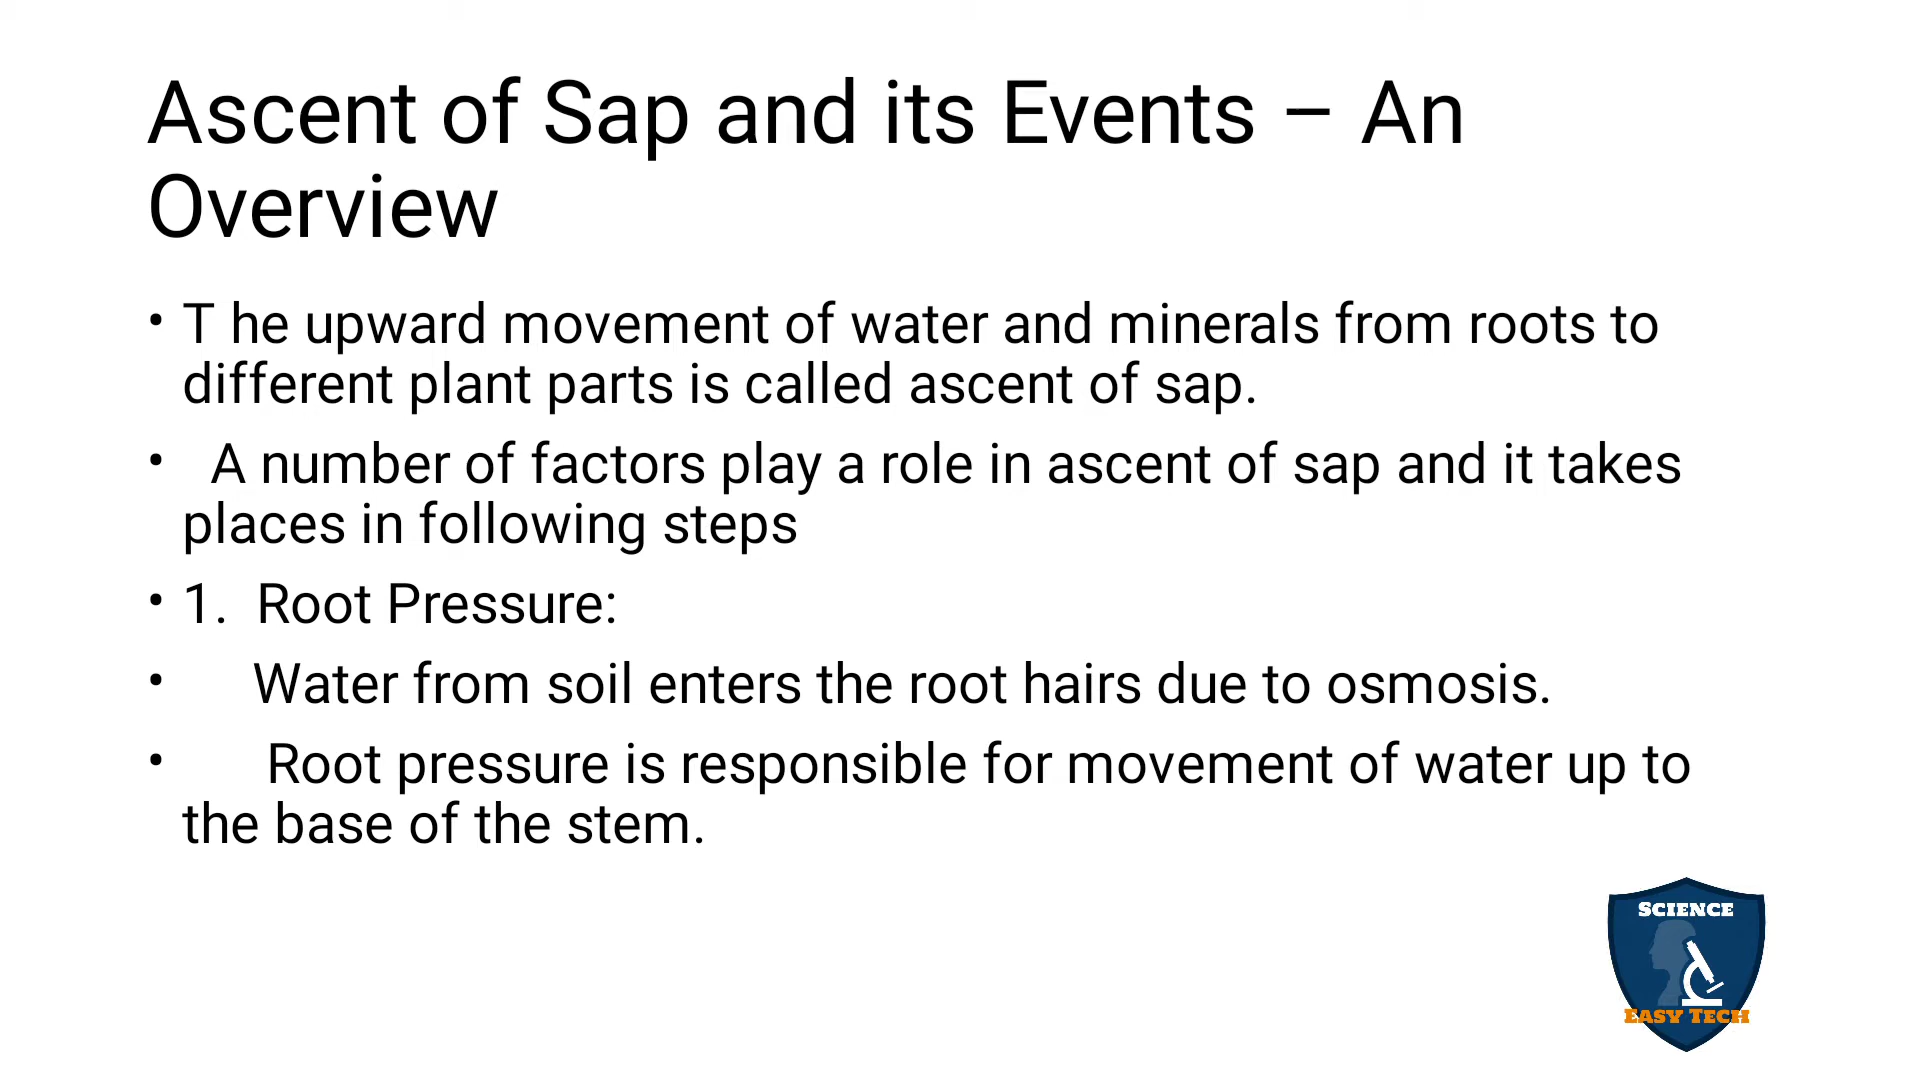 Ascent of Sap and its Events – An
Overview
• T he upward movement of water and minerals from roots to
different plant parts is called ascent of sap.
• A number of factors play a role in ascent of sap and it takes
places in following steps
• 1. Root Pressure:
• Water from soil enters the root hairs due to osmosis.
• Root pressure is responsible for movement of water up to
the base of the stem.
SCIENCE
EASY TECH